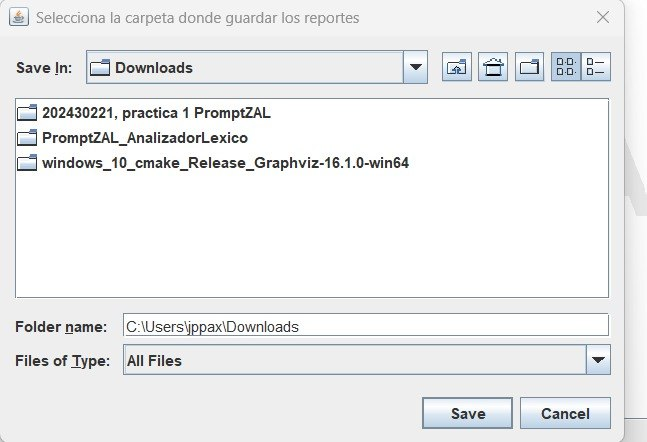 Selecciona la carpeta donde guardar los reportes
Save In: Downloads
202430221, practica 1 PromptZAL
PromptZAL_AnalizadorLexico
windows_10_cmake_Release_Graphviz-16.1.0-win64
Folder name: C:\Users\jppax\Downloads
Files of Type: All Files
Save Cancel